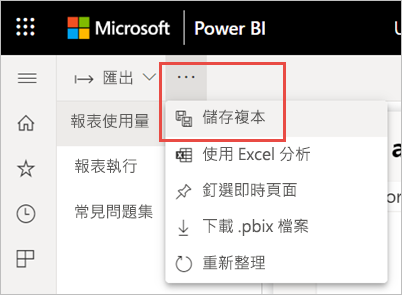 Microsoft Power BI
匯出 ···
報表使用量
儲存複本
報表執行
使用 Excel 分析
常見問題集
釘選即時頁面
下載 .pbix 檔案
重新整理